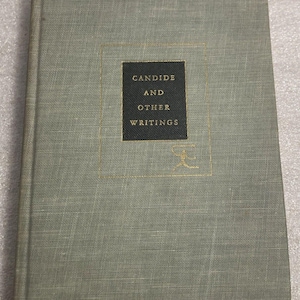 CANDIDE
AND
OTHER
WRITINGS